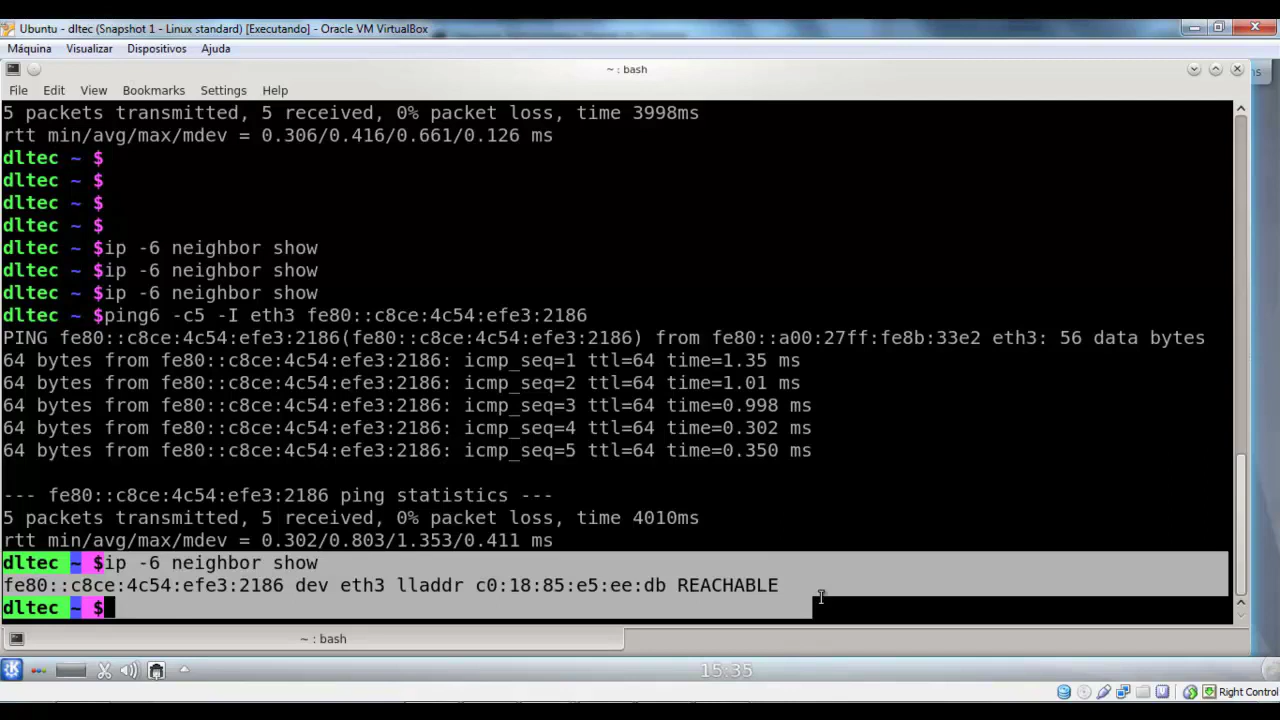 Ubuntu - dltec (Snapshot 1 - Linux standard) [Executando] - Oracle VM VirtualBox
Máquina Visualizar Dispositivos Ajuda
~ : bash
File Edit View Bookmarks Settings Help
5 packets transmitted, 5 received, 0% packet loss, time 3998ms
rtt min/avg/max/mdev = 0.306/0.416/0.661/0.126 ms
dltec ~ $
dltec ~ $
dltec ~ $
dltec ~ $
dltec ~ $ip -6 neighbor show
dltec ~ $ip -6 neighbor show
dltec ~ $ip -6 neighbor show
dltec ~ $ping6 -c5 -I eth3 fe80::c8ce:4c54:efe3:2186
PING fe80::c8ce:4c54:efe3:2186(fe80::c8ce:4c54:efe3:2186) from fe80::a00:27ff:fe8b:33e2 eth3: 56 data bytes
64 bytes from fe80::c8ce:4c54:efe3:2186: icmp_seq=1 ttl=64 time=1.35 ms
64 bytes from fe80::c8ce:4c54:efe3:2186: icmp_seq=2 ttl=64 time=1.01 ms
64 bytes from fe80::c8ce:4c54:efe3:2186: icmp_seq=3 ttl=64 time=0.998 ms
64 bytes from fe80::c8ce:4c54:efe3:2186: icmp_seq=4 ttl=64 time=0.302 ms
64 bytes from fe80::c8ce:4c54:efe3:2186: icmp_seq=5 ttl=64 time=0.350 ms
--- fe80::c8ce:4c54:efe3:2186 ping statistics ---
5 packets transmitted, 5 received, 0% packet loss, time 4010ms
rtt min/avg/max/mdev = 0.302/0.803/1.353/0.411 ms
dltec ~ $ip -6 neighbor show
fe80::c8ce:4c54:efe3:2186 dev eth3 lladdr c0:18:85:e5:ee:db REACHABLE
dltec ~ $
~ : bash
15:35
Right Control